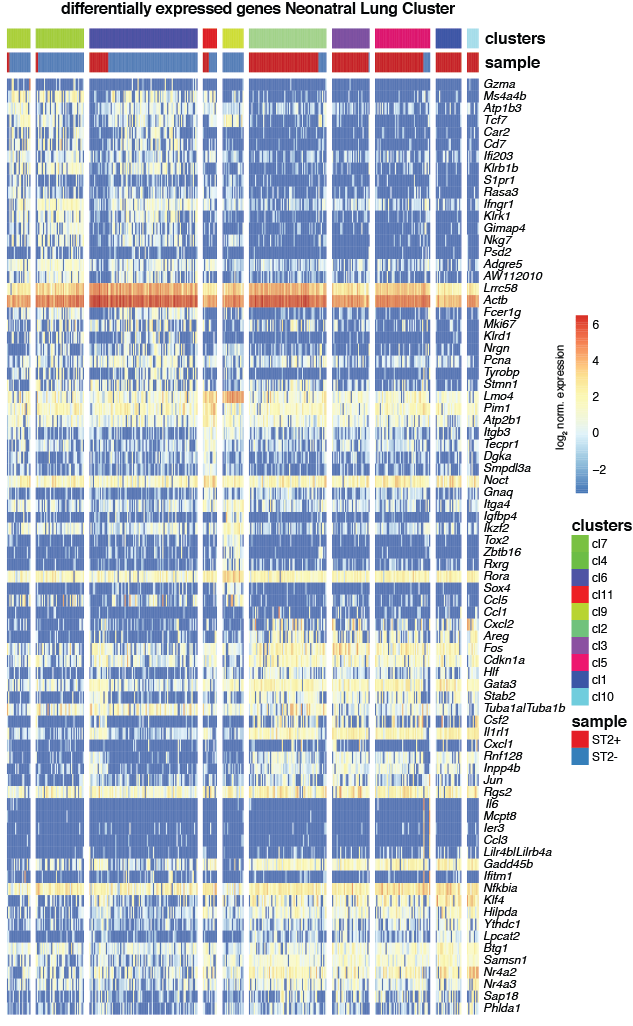 differentially expressed genes Neonatral Lung Cluster
clusters
sample
Gzma
Ms4a4b
Atp1b3
Tcf7
Car2
Cd7
Ifi203
Klrb1b
S1pr1
Rasa3
Ifngr1
Klrk1
Gimap4
Nkg7
Psd2
Adgre5
AW112010
Lrrc58
Actb
Fcer1g
Mki67
Klrd1
Nrgn
Pcna
Tyrobp
Stmn1
Lmo4
Pim1
Atp2b1
Itgb3
Tecpr1
Dgka
Smpdl3a
Noct
Gnaq
Itga4
Igfbp4
Ikzf2
Tox2
Zbtb16
Rxrg
Rora
Sox4
Ccl5
Ccl1
Cxcl2
Areg
Fos
Cdkn1a
Hlf
Gata3
Stab2
Tuba1a|Tuba1b
Csf2
Il1rl1
Cxcl1
Rnf128
Inpp4b
Jun
Rgs2
Il6
Mcpt8
Ier3
Ccl3
Lilr4b|Lilrb4a
Gadd45b
Ifitm1
Nfkbia
Klf4
Hilpda
Ythdc1
Lpcat2
Btg1
Samsn1
Nr4a2
Nr4a3
Sap18
Phlda1
log2 norm. expression
6
4
2
0
−2
clusters
cl7
cl4
cl6
cl11
cl9
cl2
cl3
cl5
cl1
cl10
sample
ST2+
ST2-